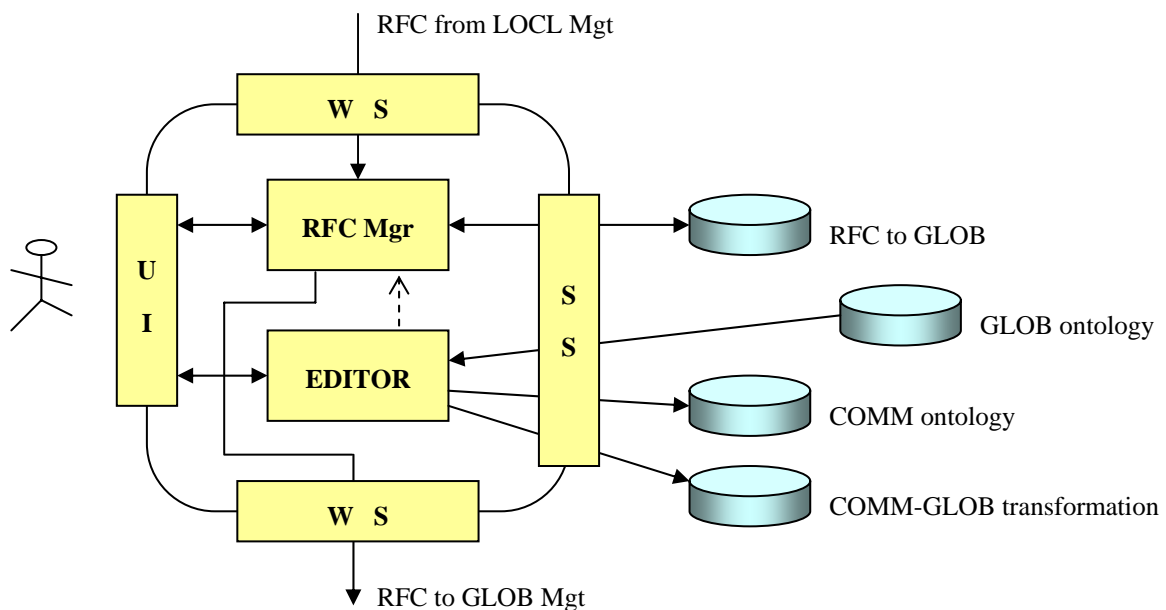 RFC from LOCL Mgt
W S
RFC Mgr
RFC to GLOB
U
I
S
S
GLOB ontology
EDITOR
COMM ontology
COMM-GLOB transformation
W S
RFC to GLOB Mgt